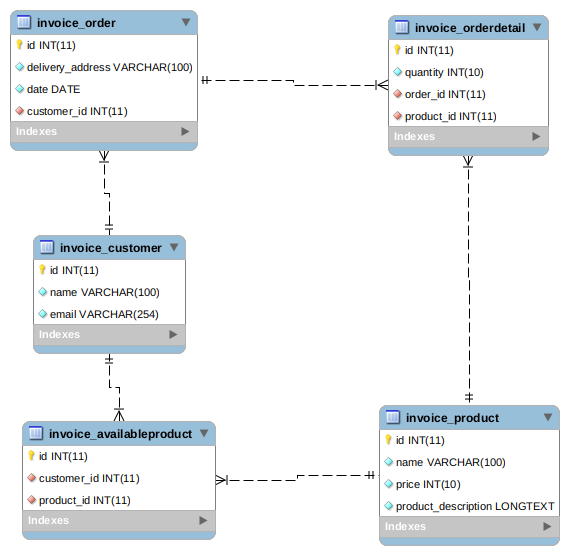 invoice_order
id INT(11)
delivery_address VARCHAR(100)
date DATE
customer_id INT(11)
Indexes
invoice_orderdetail
id INT(11)
quantity INT(10)
order_id INT(11)
product_id INT(11)
Indexes
invoice_customer
id INT(11)
name VARCHAR(100)
email VARCHAR(254)
Indexes
invoice_availableproduct
id INT(11)
customer_id INT(11)
product_id INT(11)
Indexes
invoice_product
id INT(11)
name VARCHAR(100)
price INT(10)
product_description LONGTEXT
Indexes